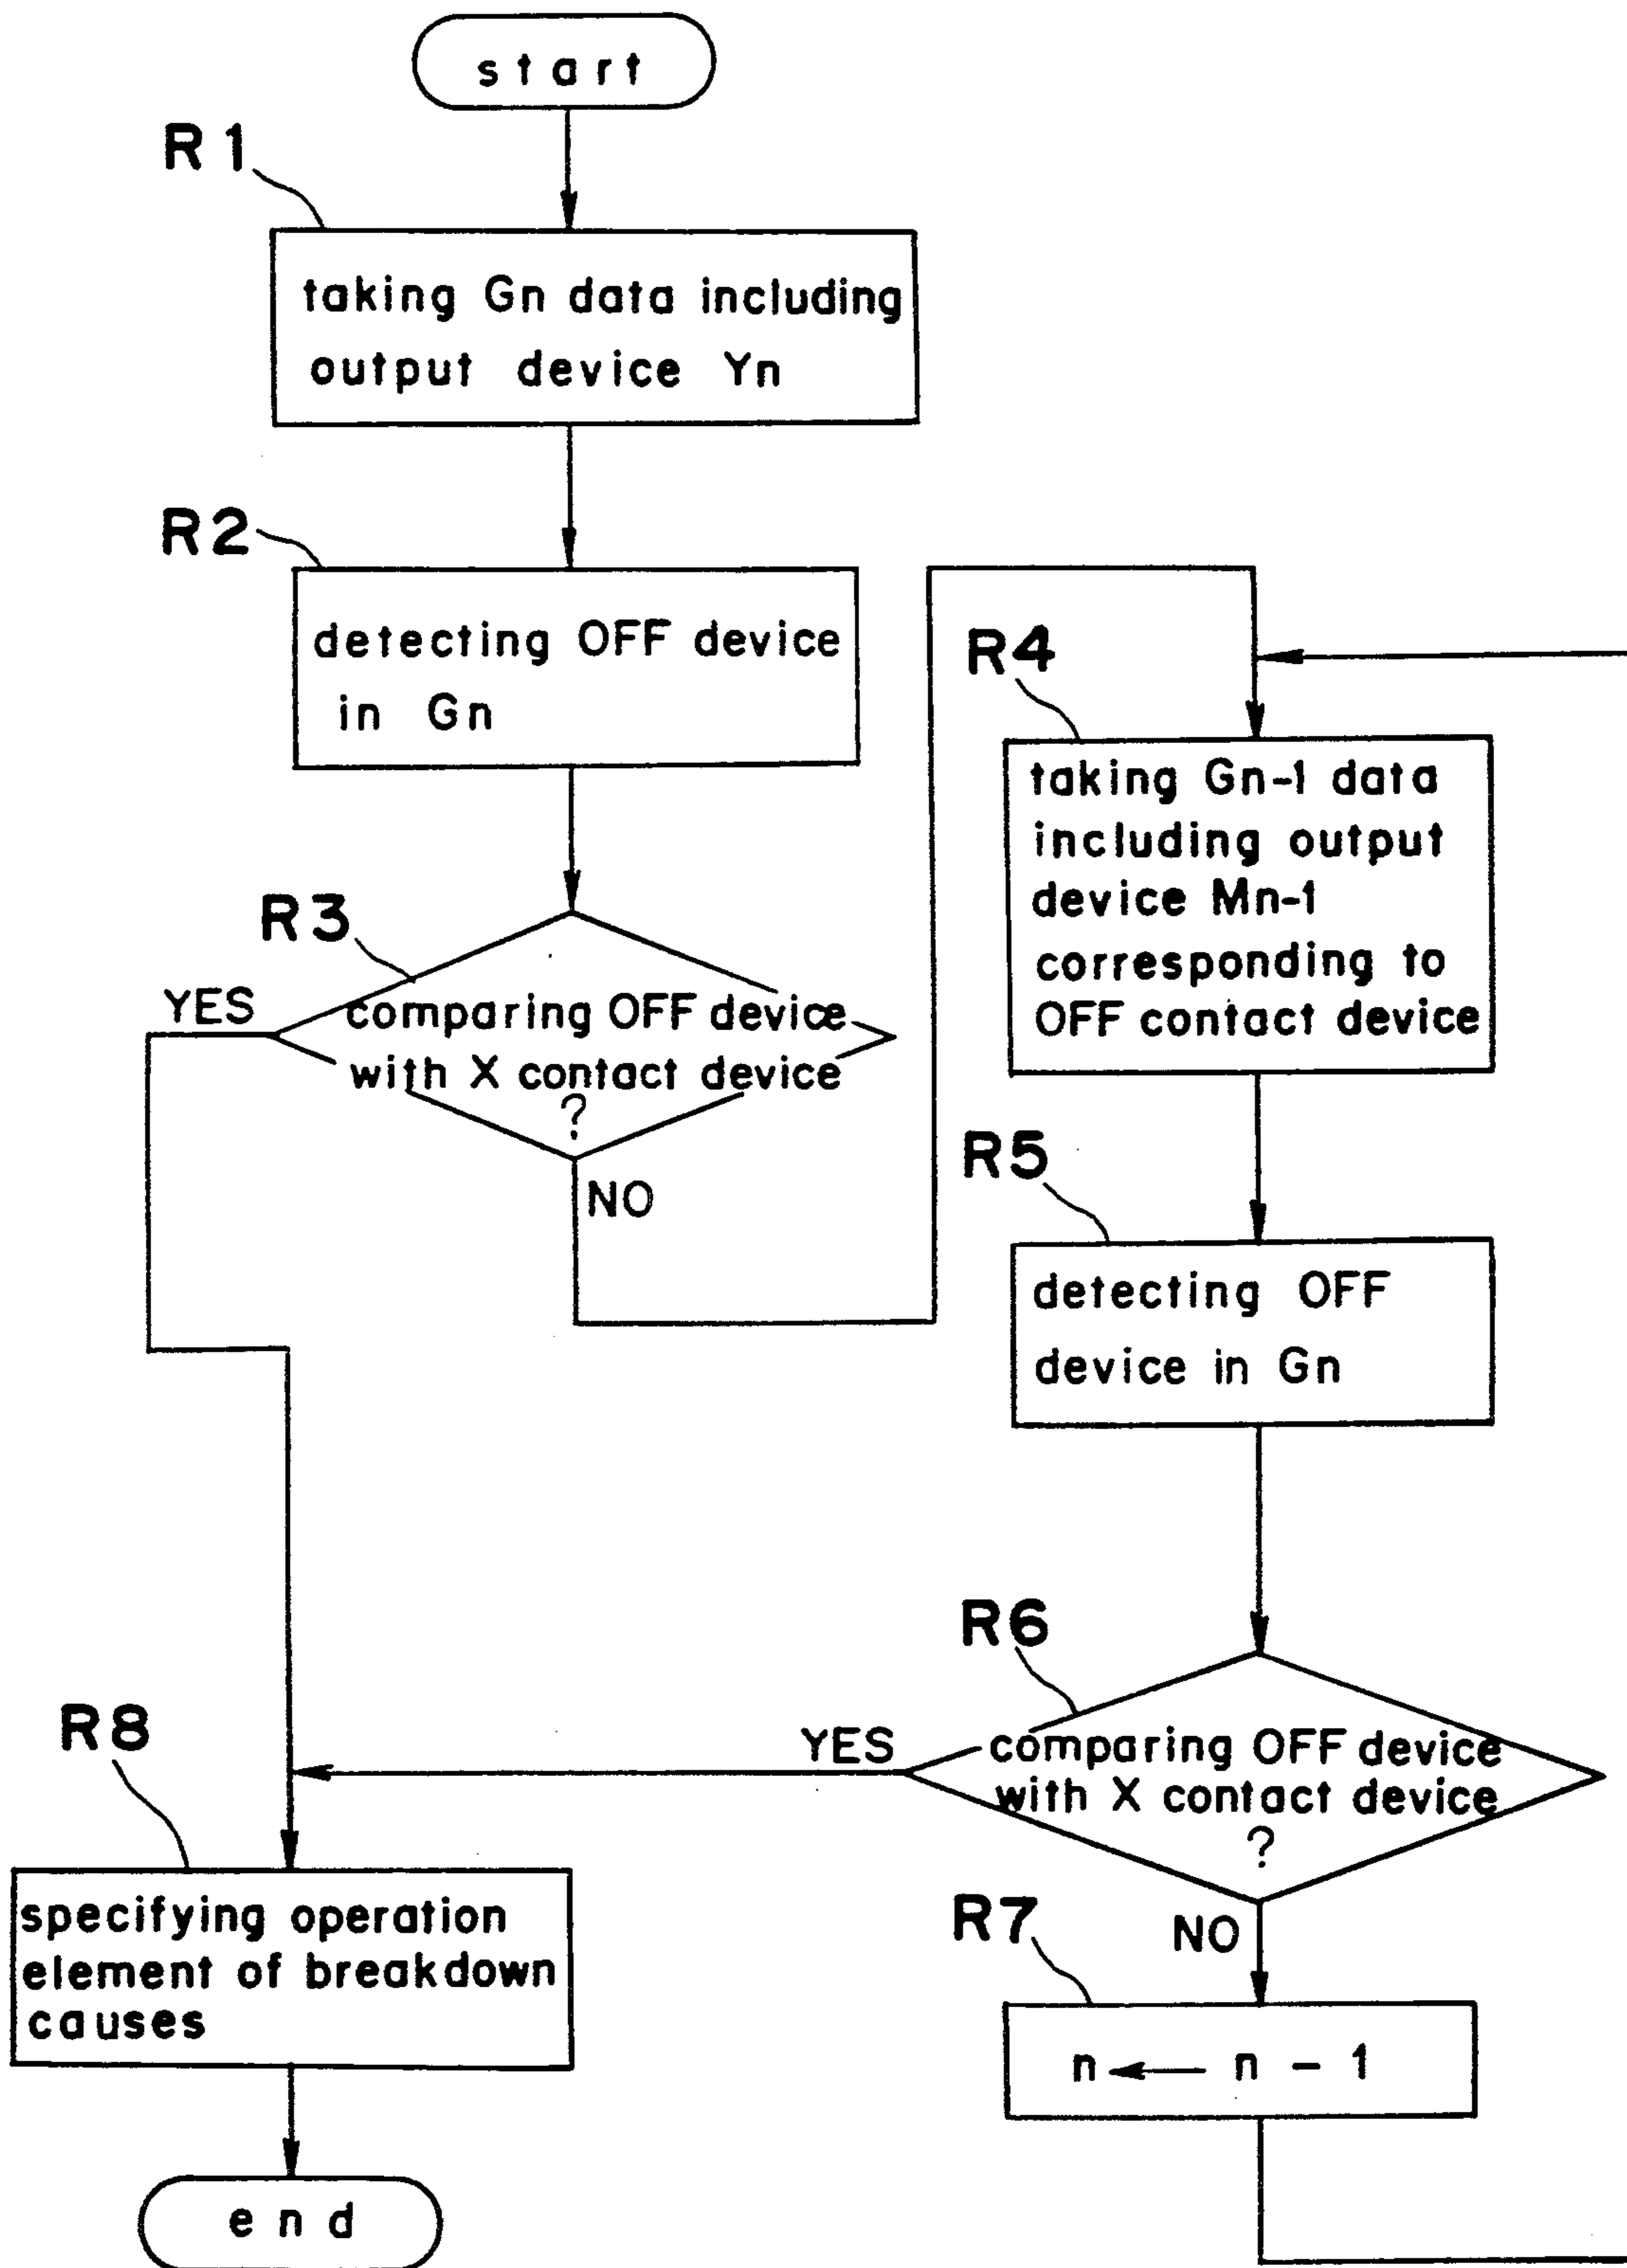 start
R1
taking Gn data including
output device Yn
R2
detecting OFF device
in Gn
R3
YES
comparing OFF device
with X contact device
?
NO
R4
taking Gn-1 data
including output
device Mn-1
corresponding to
OFF contact device
R5
detecting OFF
device in Gn
R6
YES
comparing OFF device
with X contact device
?
NO
R7
n ← n - 1
R8
specifying operation
element of breakdown
causes
end